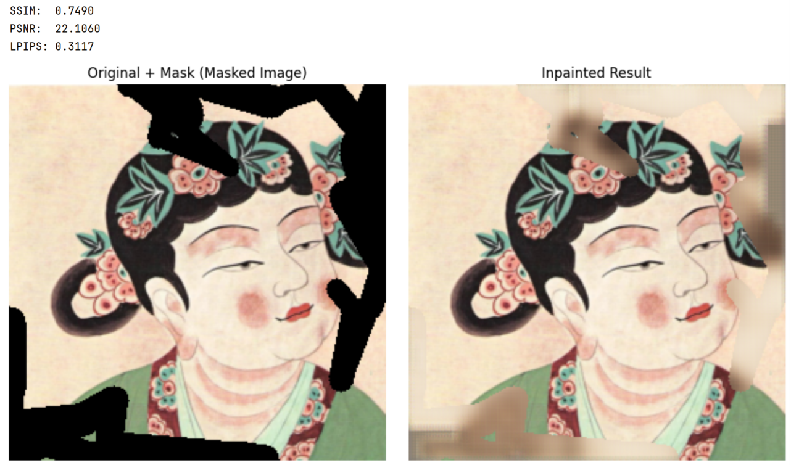 SSIM: 0.7490
PSNR: 22.1060
LPIPS: 0.3117
Original + Mask (Masked Image)
Inpainted Result